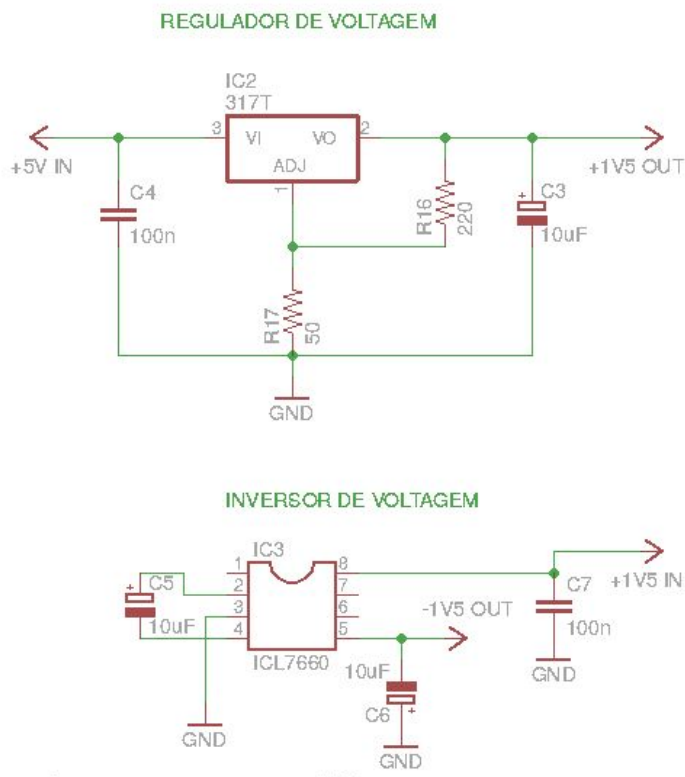 REGULADOR DE VOLTAGEM
IC2
317T
3
VI
VO
2
ADJ
1
+5V IN
+1V5 OUT
C4
100n
R16
220
+
C3
10uF
R17
50
GND
INVERSOR DE VOLTAGEM
IC3
1
2
3
4
8
7
6
5
ICL7660
+
C5
10uF
GND
-1V5 OUT
10uF
C6
+
GND
+1V5 IN
C7
100n
GND